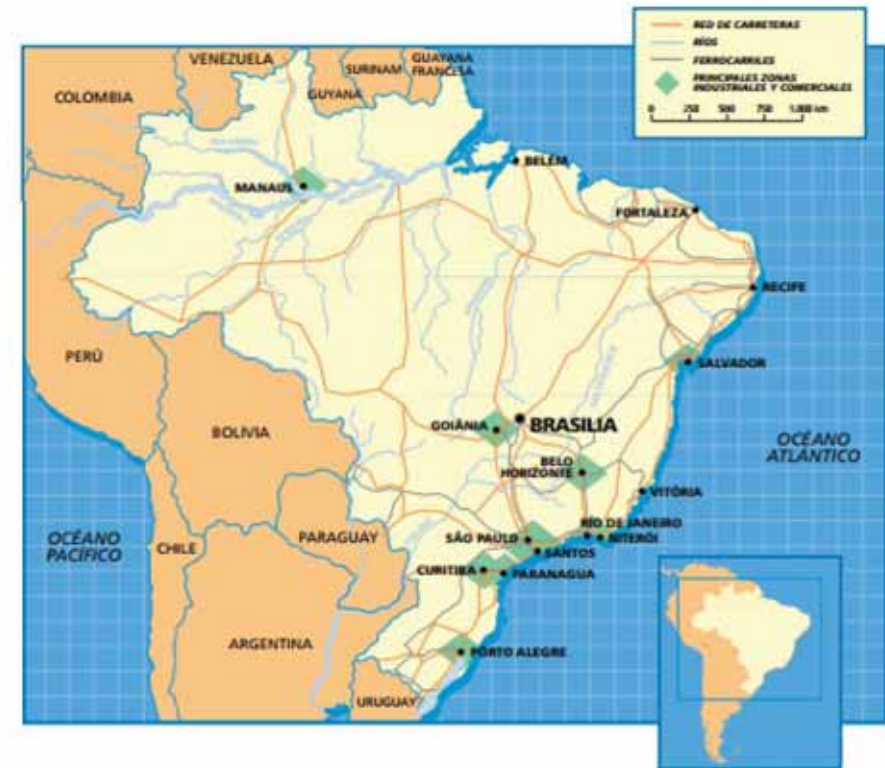 RED DE CARRETERAS
RÍOS
FERROCARRILES
PRINCIPALES ZONAS
INDUSTRIALES Y COMERCIALES
0 250 500 750 1.000 km
VENEZUELA
GUAYANA
FRANCESA
SURINAM
GUYANA
COLOMBIA
MANAUS
BELÉM
FORTALEZA
RECIFE
PERÚ
SALVADOR
BOLIVIA
GOIÂNIA
BRASILIA
OCÉANO
ATLÁNTICO
BELO
HORIZONTE
VITÓRIA
RÍO DE JANEIRO
NITERÓI
OCÉANO
PACÍFICO
CHILE
PARAGUAY
SÃO PAULO
SANTOS
CURITIBA
PARANAGUA
ARGENTINA
PORTO ALEGRE
URUGUAY